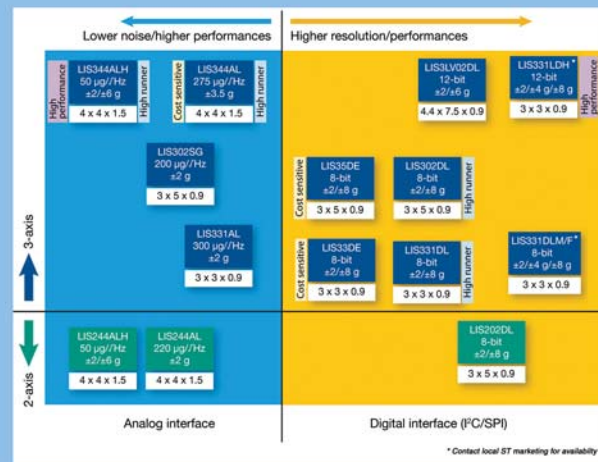 Lower noise/higher performances
Higher resolution/performances
High performance
LIS344ALH
50 µg//Hz
±2/±6 g
4 x 4 x 1.5
High runner
Cost sensitive
LIS344AL
275 µg//Hz
±3.5 g
4 x 4 x 1.5
High runner
LIS3LV02DL
12-bit
±2/±6 g
4.4 x 7.5 x 0.9
LIS331LDH *
12-bit
±2/±4 g/±8 g
3 x 3 x 0.9
High performance
LIS302SG
200 µg//Hz
±2 g
3 x 5 x 0.9
Cost sensitive
LIS35DE
8-bit
±2/±8 g
3 x 5 x 0.9
LIS302DL
8-bit
±2/±8 g
3 x 5 x 0.9
High runner
LIS331AL
300 µg//Hz
±2 g
3 x 3 x 0.9
Cost sensitive
LIS33DE
8-bit
±2/±8 g
3 x 3 x 0.9
LIS331DL
8-bit
±2/±8 g
3 x 3 x 0.9
High runner
LIS331DLM/F *
8-bit
±2/±4 g/±8 g
3 x 3 x 0.9
3-axis
2-axis
LIS244ALH
50 µg//Hz
±2/±6 g
4 x 4 x 1.5
LIS244AL
220 µg//Hz
±2 g
4 x 4 x 1.5
LIS202DL
8-bit
±2/±8 g
3 x 5 x 0.9
Analog interface
Digital interface (I²C/SPI)
* Contact local ST marketing for availabilty